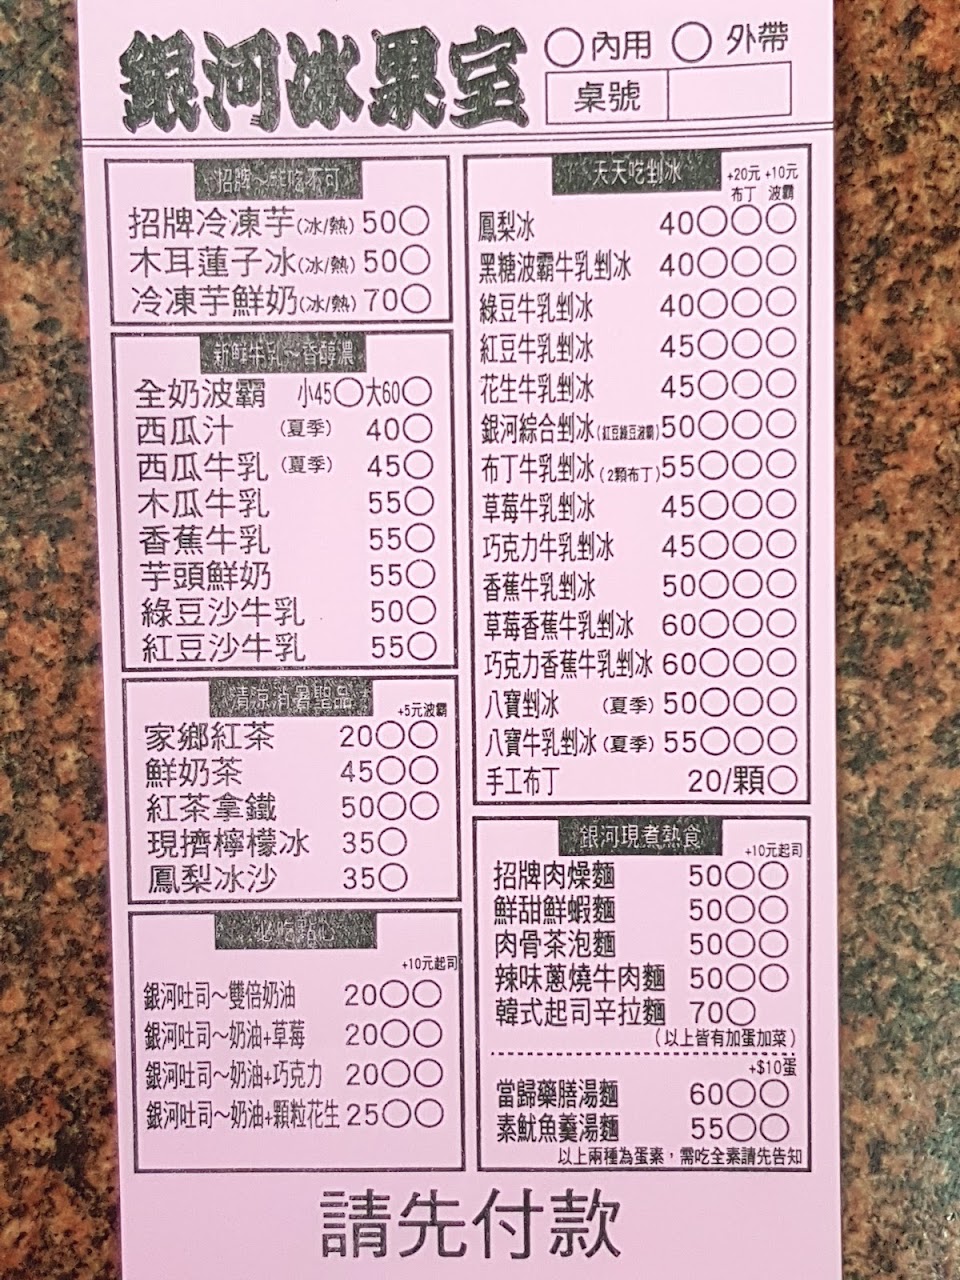 銀河冰果室
○內用 ○外帶
桌號
招牌～非吃不可
招牌冷凍芋(冰/熱) 50○
木耳蓮子冰(冰/熱) 50○
冷凍芋鮮奶(冰/熱) 70○
新鮮牛乳～香醇濃
全奶波霸 小45○大60○
西瓜汁 (夏季) 40○
西瓜牛乳 (夏季) 45○
木瓜牛乳 55○
香蕉牛乳 55○
芋頭鮮奶 55○
綠豆沙牛乳 50○
紅豆沙牛乳 55○
清涼消暑聖品
+5元波霸
家鄉紅茶 20○○
鮮奶茶 45○○
紅茶拿鐵 50○○
現擠檸檬冰 35○
鳳梨冰沙 35○
必吃點心
+10元起司
銀河吐司～雙倍奶油 20○○
銀河吐司～奶油+草莓 20○○
銀河吐司～奶油+巧克力 20○○
銀河吐司～奶油+顆粒花生 25○○
天天吃剉冰
+20元 +10元
布丁 波霸
鳳梨冰 40○○○
黑糖波霸牛乳剉冰 40○○○
綠豆牛乳剉冰 40○○○
紅豆牛乳剉冰 45○○○
花生牛乳剉冰 45○○○
銀河綜合剉冰(紅豆綠豆波霸)50○○○
布丁牛乳剉冰(2顆布丁)55○○○
草莓牛乳剉冰 45○○○
巧克力牛乳剉冰 45○○○
香蕉牛乳剉冰 50○○○
草莓香蕉牛乳剉冰 60○○○
巧克力香蕉牛乳剉冰 60○○○
八寶剉冰 (夏季) 50○○○
八寶牛乳剉冰(夏季) 55○○○
手工布丁 20/顆○
銀河現煮熱食
+10元起司
招牌肉燥麵 50○○
鮮甜鮮蝦麵 50○○
肉骨茶泡麵 50○○
辣味蔥燒牛肉麵 50○○
韓式起司辛拉麵 70○
(以上皆有加蛋加菜)
+$10蛋
當歸藥膳湯麵 60○○
素魷魚羹湯麵 55○○
以上兩種為蛋素，需吃全素請先告知
請先付款